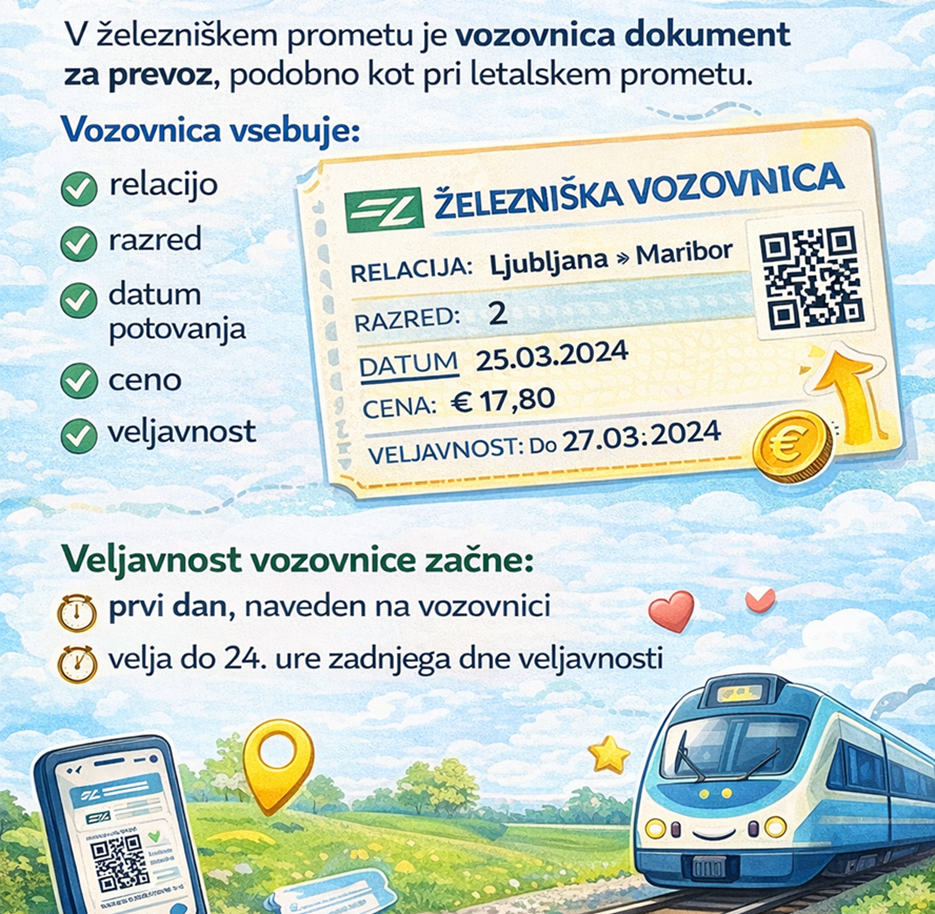 V železniškem prometu je vozovnica dokument
za prevoz, podobno kot pri letalskem prometu.
Vozovnica vsebuje:
relacijo
razred
datum
potovanja
ceno
veljavnost
ŽELEZNIŠKA VOZOVNICA
RELACIJA: Ljubljana » Maribor
RAZRED: 2
DATUM 25.03.2024
CENA: € 17,80
VELJAVNOST: Do 27.03:2024
€
Veljavnost vozovnice začne:
prvi dan, naveden na vozovnici
velja do 24. ure zadnjega dne veljavnosti